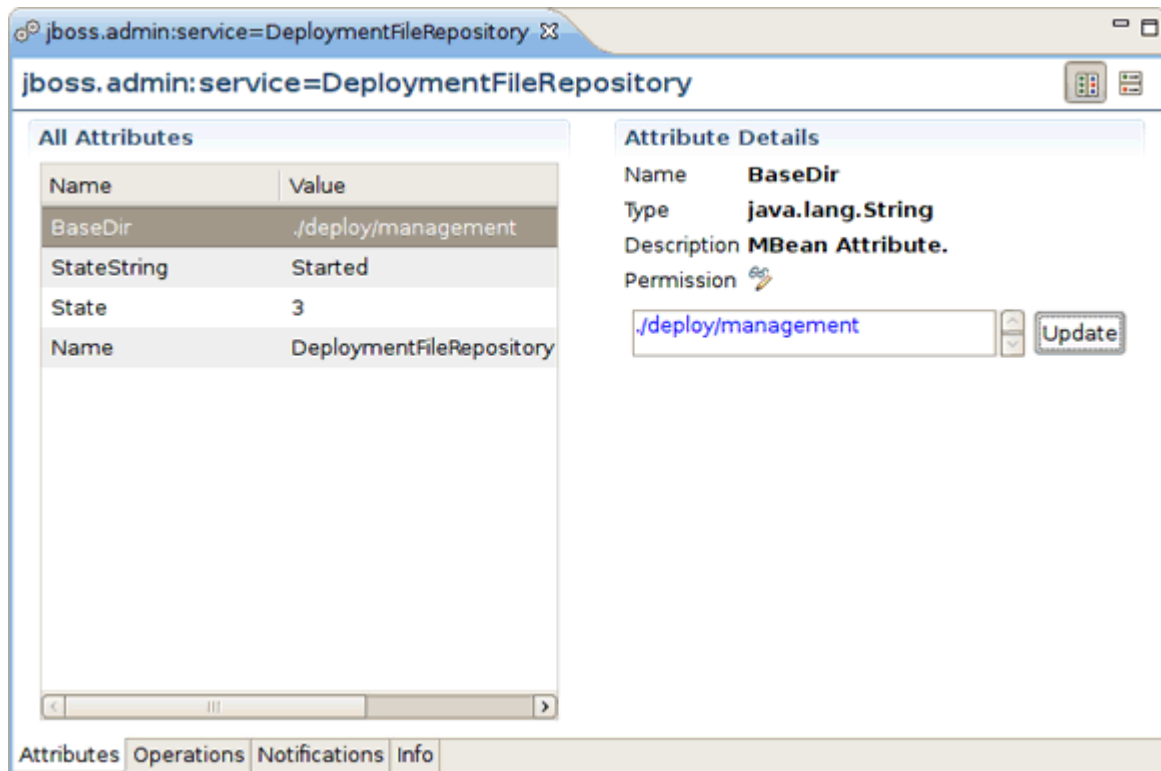 jboss.admin:service=DeploymentFileRepository
jboss.admin:service=DeploymentFileRepository
All Attributes
Name Value
BaseDir ./deploy/management
StateString Started
State 3
Name DeploymentFileRepository
Attribute Details
Name BaseDir
Type java.lang.String
Description MBean Attribute.
Permission
./deploy/management
Update
Attributes Operations Notifications Info